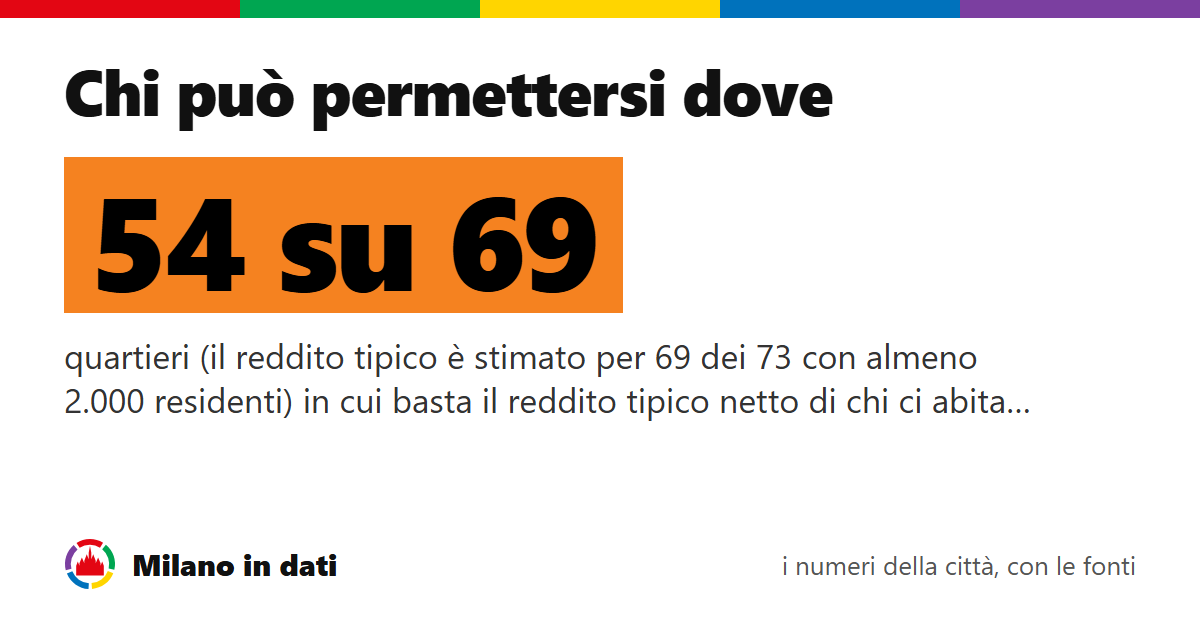 Chi può permettersi dove
54 su 69
quartieri (il reddito tipico è stimato per 69 dei 73 con almeno
2.000 residenti) in cui basta il reddito tipico netto di chi ci abita…
Milano in dati
i numeri della città, con le fonti